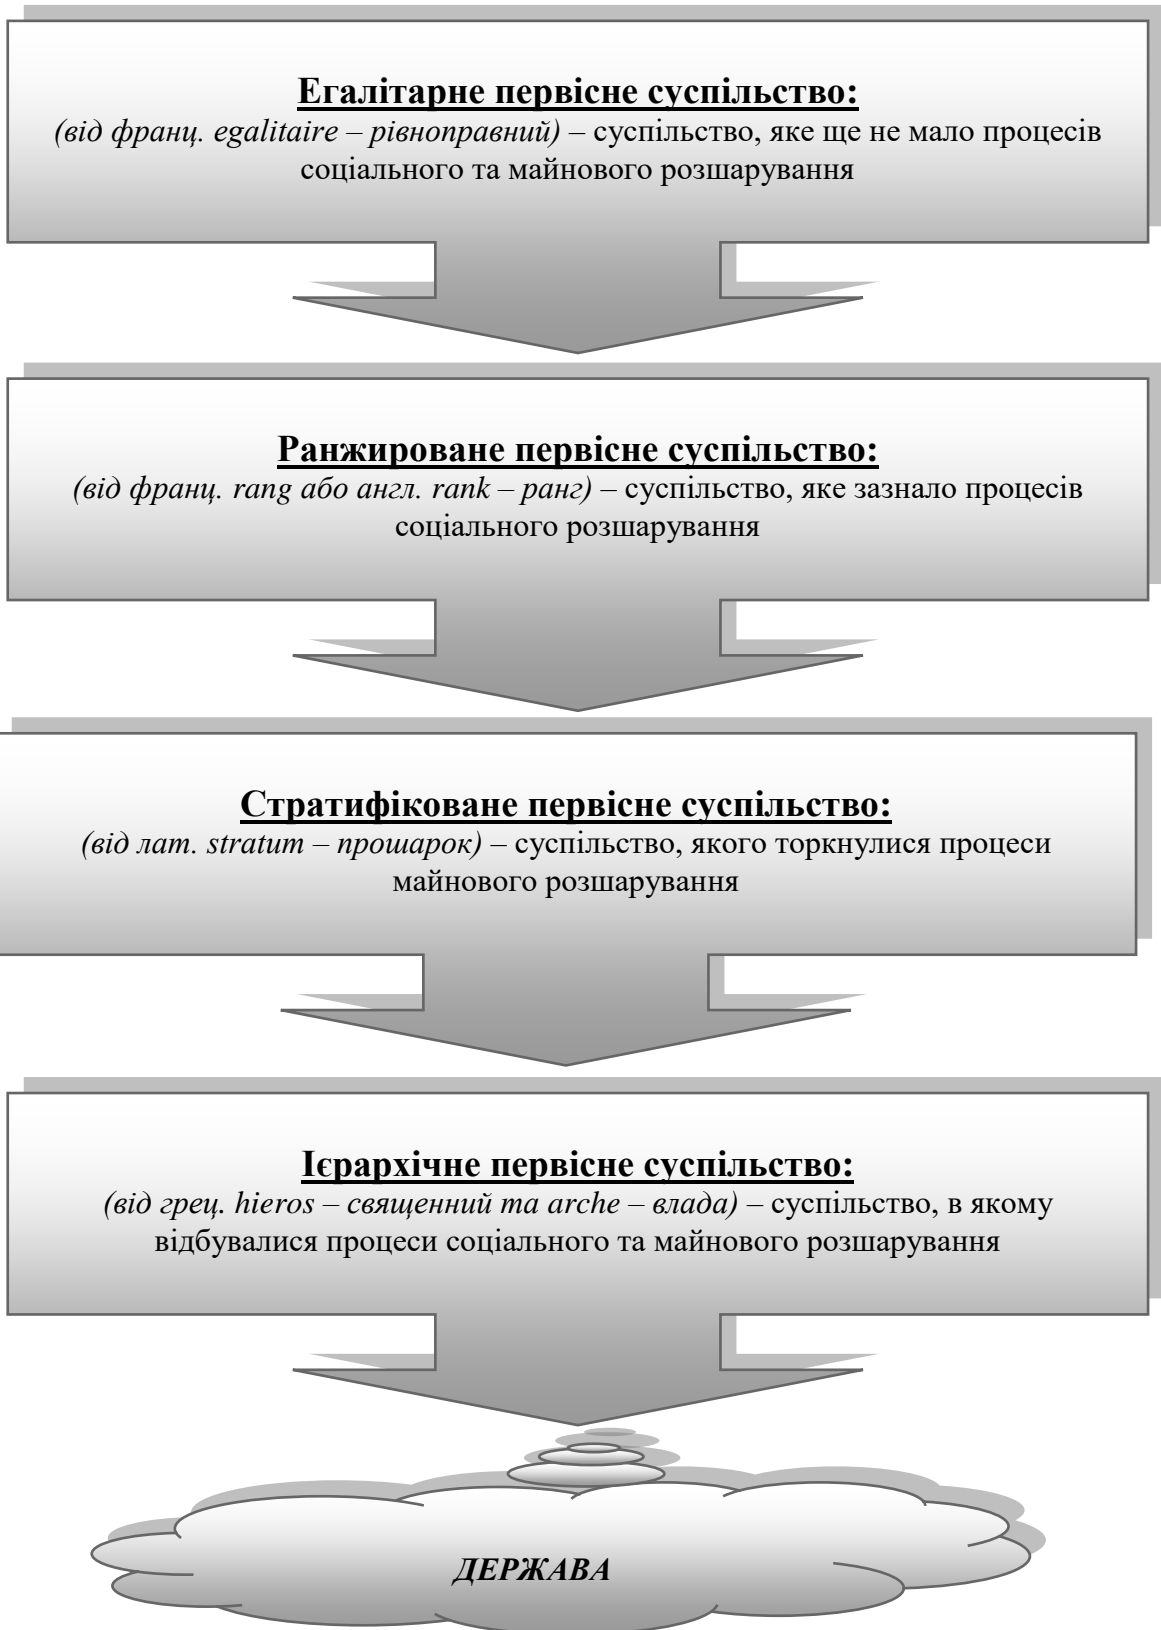 Егалітарне первісне суспільство:
(від франц. egalitaire – рівноправний) – суспільство, яке ще не мало процесів
соціального та майнового розшарування
Ранжироване первісне суспільство:
(від франц. rang або англ. rank – ранг) – суспільство, яке зазнало процесів
соціального розшарування
Стратифіковане первісне суспільство:
(від лат. stratum – прошарок) – суспільство, якого торкнулися процеси
майнового розшарування
Ієрархічне первісне суспільство:
(від грец. hieros – священний та arche – влада) – суспільство, в якому
відбувалися процеси соціального та майнового розшарування
ДЕРЖАВА